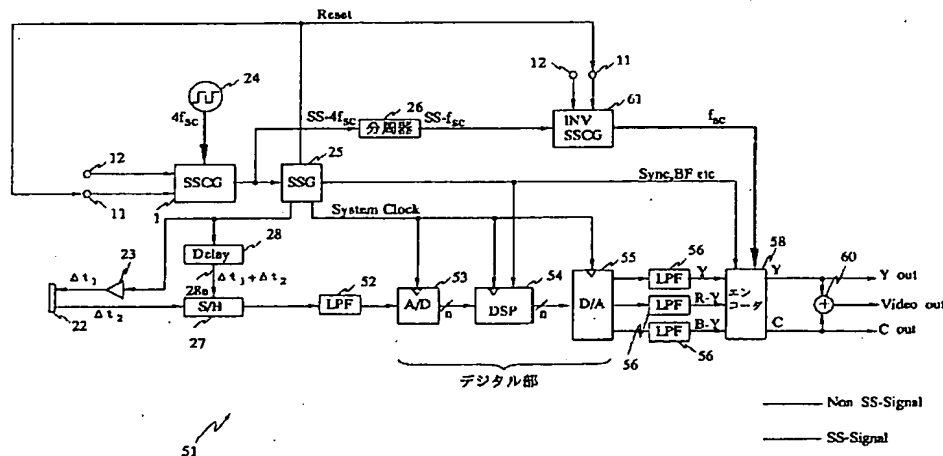 Reset
24
12
11
61
4fsc
SS-4fsc
26
分周器
SS-fsc
INV
SSCG
fsc
12
11
1
SSCG
25
SSG
Sync,BF etc
System Clock
28
Delay
23
Δt1
Δt2
22
28a
Δt1+Δt2
S/H
27
52
LPF
53
A/D
n
54
DSP
n
55
D/A
56
LPF
Y
LPF
R-Y
LPF
B-Y
56
56
58
エン
コータ
Y
C
60
Y out
Video out
C out
デジタル部
51
Non SS-Signal
SS-Signal